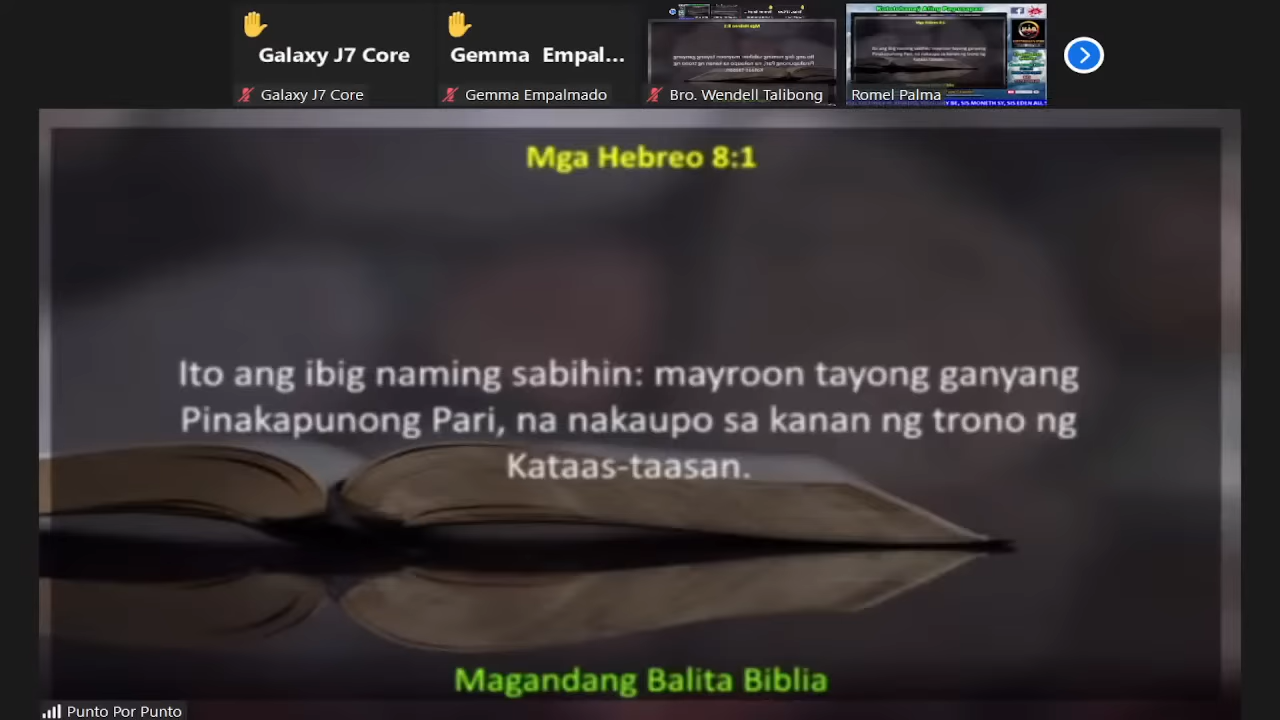 Galaxy J7 Core
Gemma Empal...
Galaxy J7 Core
Gemma Empalmado
Bro. Wendell Talibong
Romel Palma
Mga Hebreo 8:1
Ito ang ibig naming sabihin: mayroon tayong ganyang
Pinakapunong Pari, na nakaupo sa kanan ng trono ng
Kataas-taasan.
Magandang Balita Biblia
Punto Por Punto